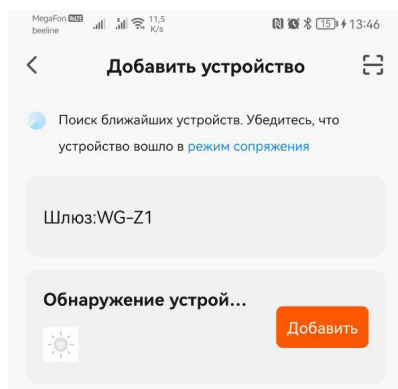 MegaFon VoLTE 11,5 15 13:46
beeline K/s
Добавить устройство
Поиск ближайших устройств. Убедитесь, что
устройство вошло в режим сопряжения
Шлюз:WG-Z1
Обнаружение устрой...
Добавить